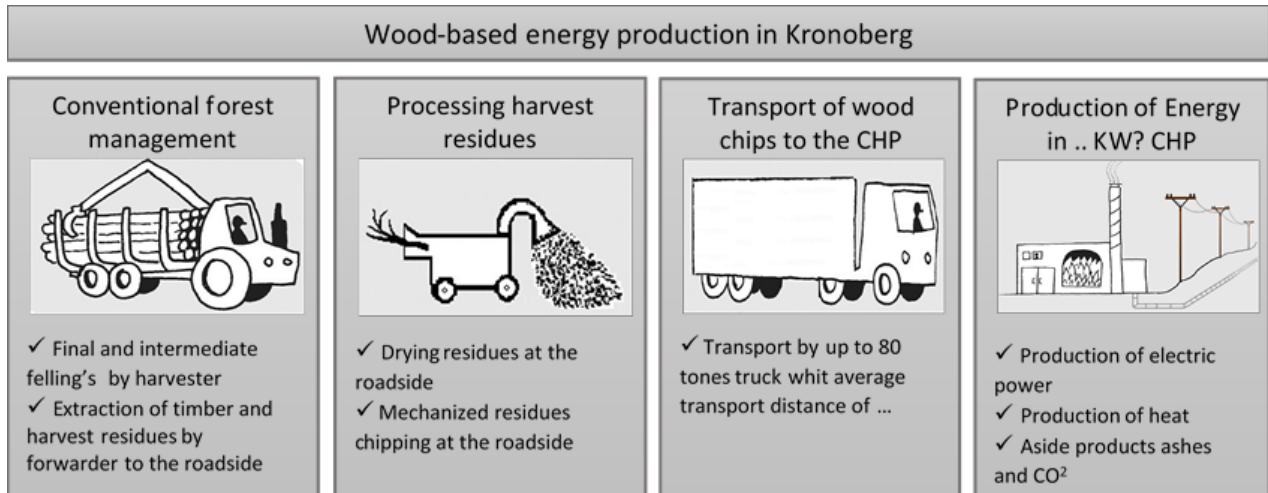 Wood-based energy production in Kronoberg
Conventional forest
management
✓ Final and intermediate
felling's by harvester
✓ Extraction of timber and
harvest residues by
forwarder to the roadside
Processing harvest
residues
✓ Drying residues at the
roadside
✓ Mechanized residues
chipping at the roadside
Transport of wood
chips to the CHP
✓ Transport by up to 80
tones truck whit average
transport distance of ...
Production of Energy
in .. KW? CHP
✓ Production of electric
power
✓ Production of heat
✓ Aside products ashes
and CO²